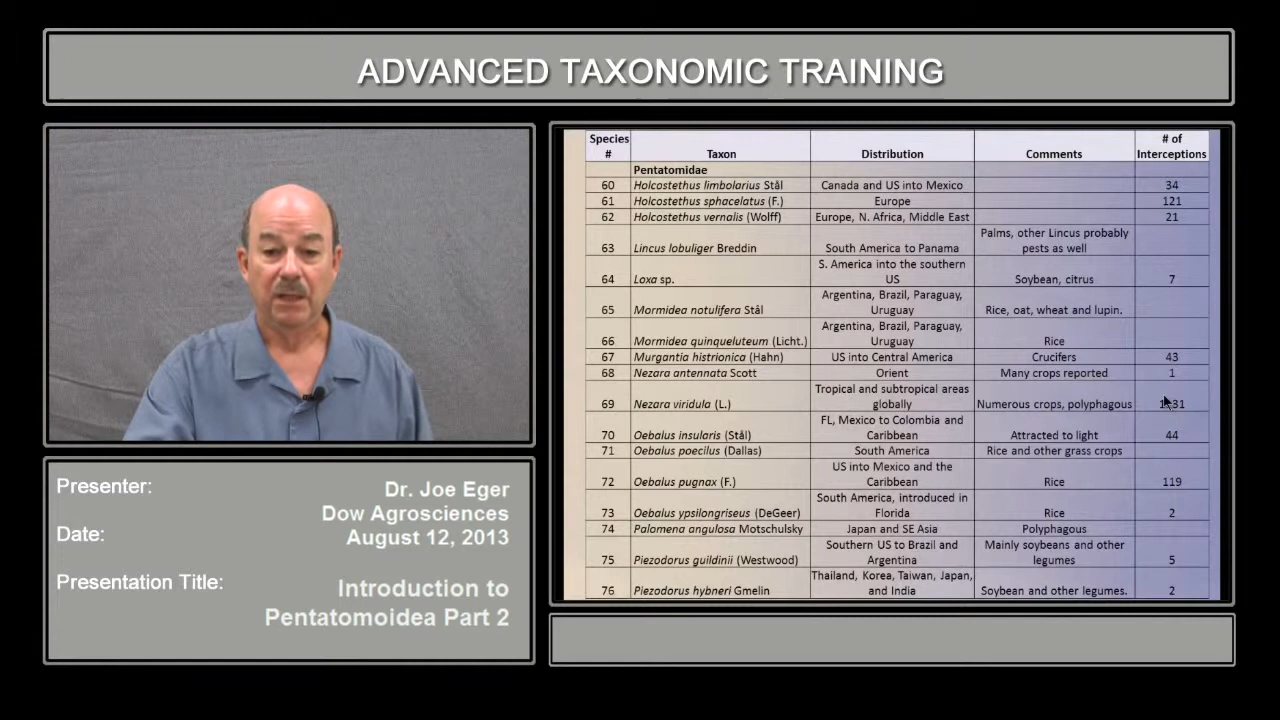 ADVANCED TAXONOMIC TRAINING
Species # Taxon Distribution Comments # of Interceptions
Pentatomidae
60 Holcostethus limbolarius Stål Canada and US into Mexico 34
61 Holcostethus sphacelatus (F.) Europe 121
62 Holcostethus vernalis (Wolff) Europe, N. Africa, Middle East 21
63 Lincus lobuliger Breddin South America to Panama Palms, other Lincus probably pests as well
64 Loxa sp. S. America into the southern US Soybean, citrus 7
65 Mormidea notulifera Stål Argentina, Brazil, Paraguay, Uruguay Rice, oat, wheat and lupin.
66 Mormidea quinqueluteum (Licht.) Argentina, Brazil, Paraguay, Uruguay Rice
67 Murgantia histrionica (Hahn) US into Central America Crucifers 43
68 Nezara antennata Scott Orient Many crops reported 1
69 Nezara viridula (L.) Tropical and subtropical areas globally Numerous crops, polyphagous
70 Oebalus insularis (Stål) FL, Mexico to Colombia and Caribbean Attracted to light 44
71 Oebalus poecilus (Dallas) South America Rice and other grass crops
72 Oebalus pugnax (F.) US into Mexico and the Caribbean Rice 119
73 Oebalus ypsilongriseus (DeGeer) South America, introduced in Florida Rice 2
74 Palomena angulosa Motschulsky Japan and SE Asia Polyphagous
75 Piezodorus guildinii (Westwood) Southern US to Brazil and Argentina Mainly soybeans and other legumes 5
76 Piezodorus hybneri Gmelin Thailand, Korea, Taiwan, Japan, and India Soybean and other legumes. 2
Presenter: Dr. Joe Eger
Dow Agrosciences
Date: August 12, 2013
Presentation Title: Introduction to
Pentatomoidea Part 2